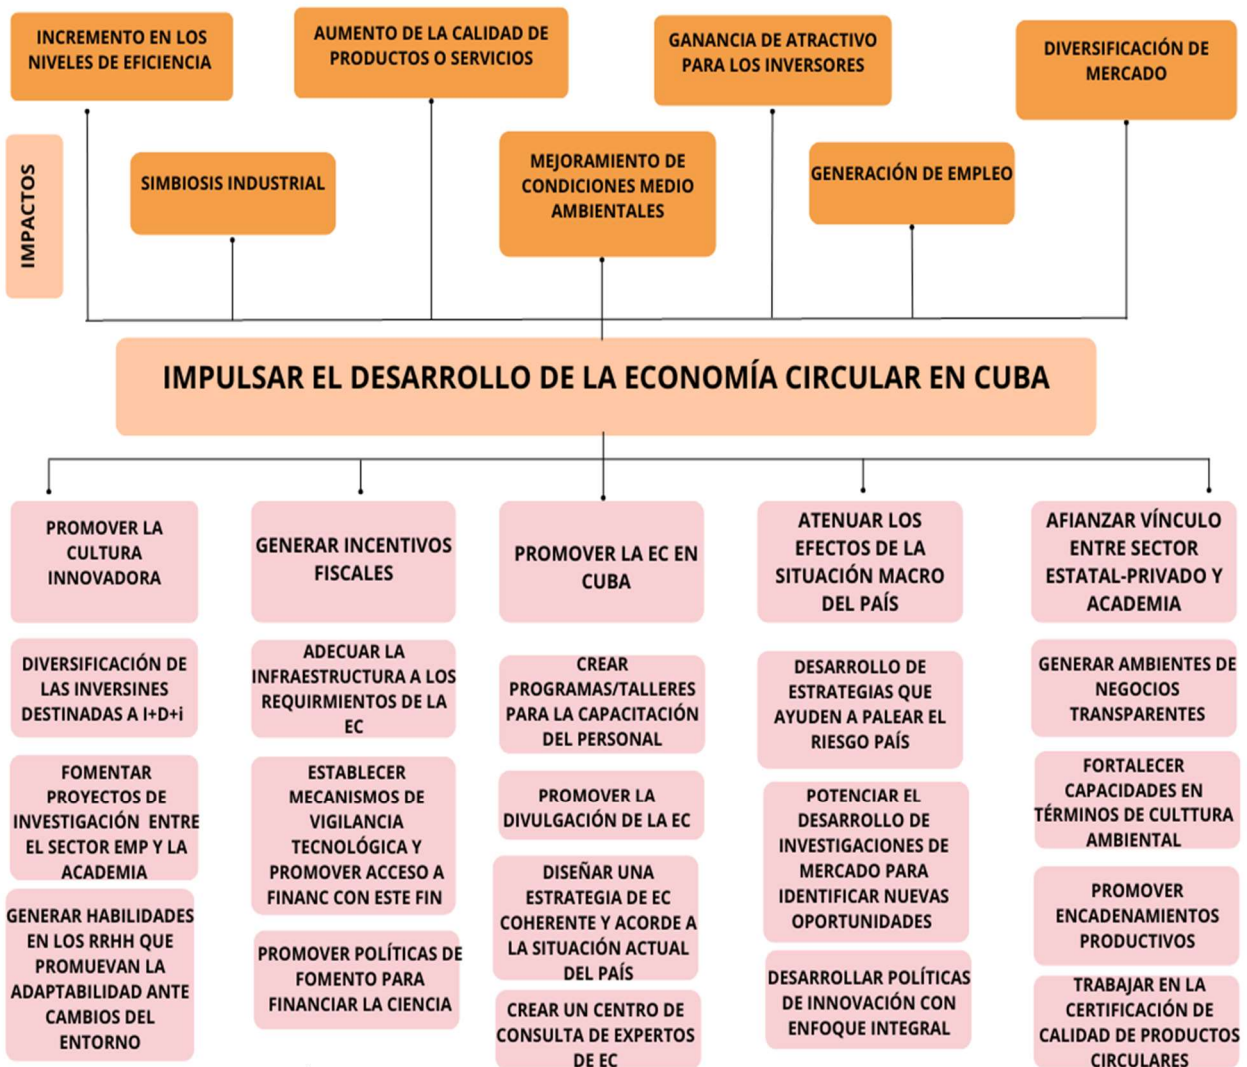 INCREMENTO EN LOS
NIVELES DE EFICIENCIA
AUMENTO DE LA CALIDAD DE
PRODUCTOS O SERVICIOS
GANANCIA DE ATRACTIVO
PARA LOS INVERSORES
DIVERSIFICACIÓN DE
MERCADO
IMPACTOS
SIMBIOSIS INDUSTRIAL
MEJORAMIENTO DE
CONDICIONES MEDIO
AMBIENTALES
GENERACIÓN DE EMPLEO
IMPULSAR EL DESARROLLO DE LA ECONOMÍA CIRCULAR EN CUBA
PROMOVER LA
CULTURA
INNOVADORA
DIVERSIFICACIÓN DE
LAS INVERSINES
DESTINADAS A I+D+i
FOMENTAR
PROYECTOS DE
INVESTIGACIÓN ENTRE
EL SECTOR EMP Y LA
ACADEMIA
GENERAR HABILIDADES
EN LOS RRHH QUE
PROMUEVAN LA
ADAPTABILIDAD ANTE
CAMBIOS DEL
ENTORNO
GENERAR INCENTIVOS
FISCALES
ADECUAR LA
INFRAESTRUCTURA A LOS
REQUIRMIENTOS DE LA
EC
ESTABLECER
MECANISMOS DE
VIGILANCIA
TECNOLÓGICA Y
PROMOVER ACCESO A
FINANC CON ESTE FIN
PROMOVER POLÍTICAS DE
FOMENTO PARA
FINANCIAR LA CIENCIA
PROMOVER LA EC EN
CUBA
CREAR
PROGRAMAS/TALLERES
PARA LA CAPACITACIÓN
DEL PERSONAL
PROMOVER LA
DIVULGACIÓN DE LA EC
DISEÑAR UNA
ESTRATEGIA DE EC
COHERENTE Y ACORDE A
LA SITUACIÓN ACTUAL
DEL PAÍS
CREAR UN CENTRO DE
CONSULTA DE EXPERTOS
DE EC
ATENUAR LOS
EFECTOS DE LA
SITUACIÓN MACRO
DEL PAÍS
DESARROLLO DE
ESTRATEGIAS QUE
AYUDEN A PALEAR EL
RIESGO PAÍS
POTENCIAR EL
DESARROLLO DE
INVESTIGACIONES DE
MERCADO PARA
IDENTIFICAR NUEVAS
OPORTUNIDADES
DESARROLLAR POLÍTICAS
DE INNOVACIÓN CON
ENFOQUE INTEGRAL
AFIANZAR VÍNCULO
ENTRE SECTOR
ESTATAL-PRIVADO Y
ACADEMIA
GENERAR AMBIENTES DE
NEGOCIOS
TRANSPARENTES
FORTALECER
CAPACIDADES EN
TÉRMINOS DE CULTTURA
AMBIENTAL
PROMOVER
ENCADENAMIENTOS
PRODUCTIVOS
TRABAJAR EN LA
CERTIFICACIÓN DE
CALIDAD DE PRODUCTOS
CIRCULARES